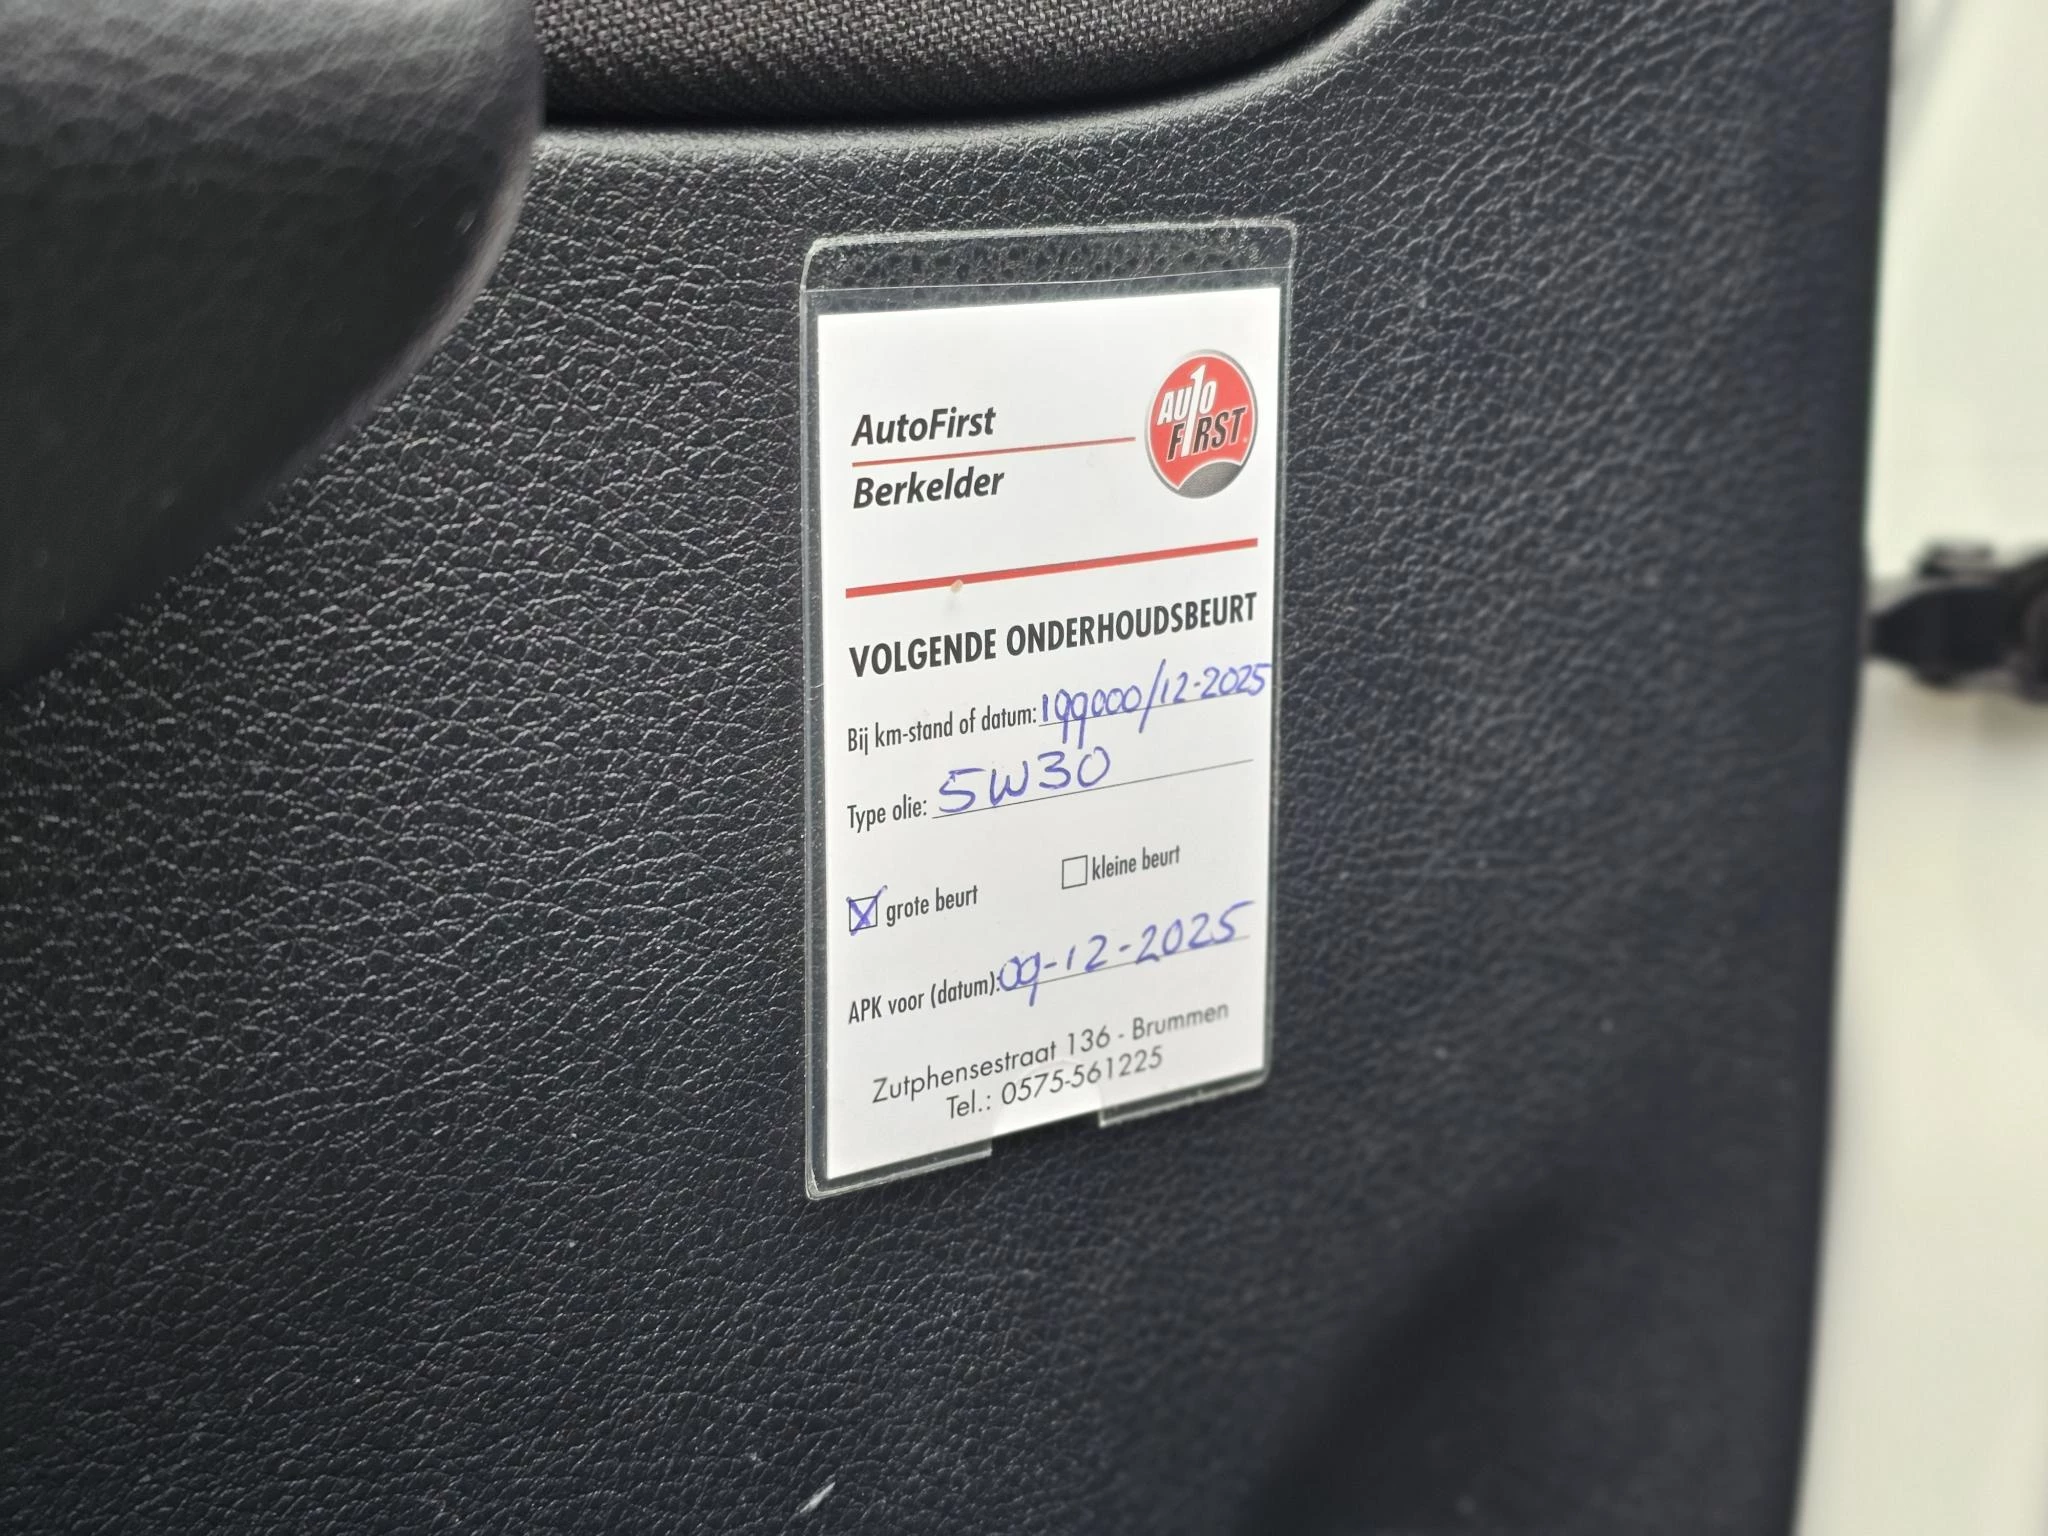 AutoFirst
Berkelder
AUTO
FIRST
VOLGENDE ONDERHOUDSBEURT
Bij km-stand of datum: 199000/12-2025
Type olie: 5W30
grote beurt
kleine beurt
APK voor (datum): 09-12-2025
Zutphensestraat 136 - Brummen
Tel.: 0575-561225